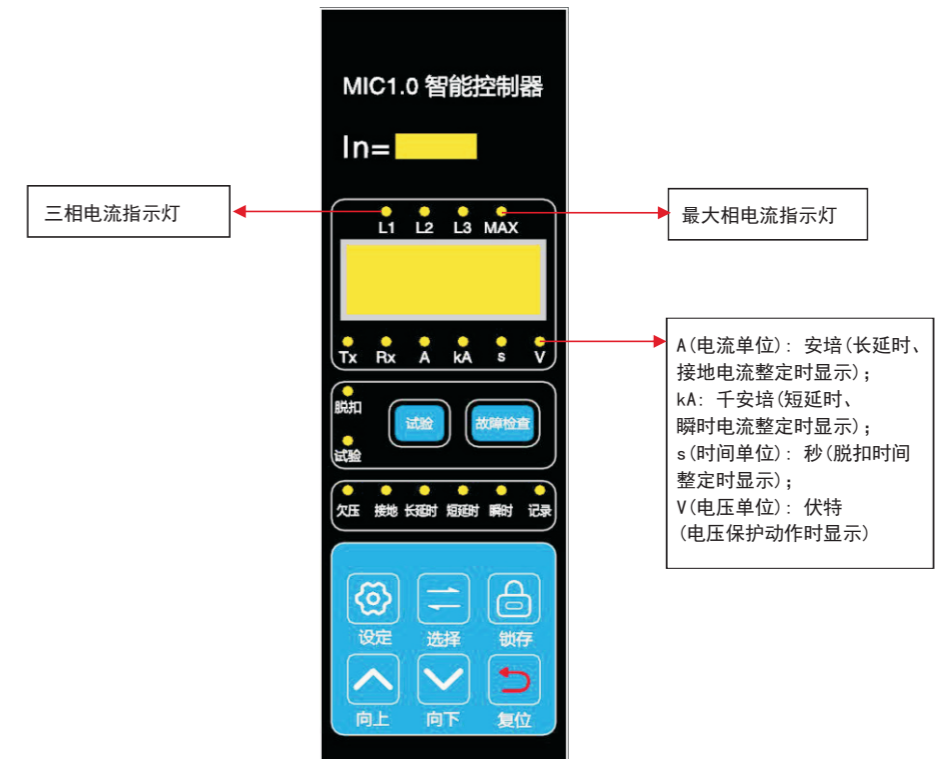 MIC1.0 智能控制器
In=
三相电流指示灯
L1 L2 L3 MAX
最大相电流指示灯
Tx Rx A kA s V
A(电流单位): 安培(长延时、
接地电流整定时显示);
kA: 千安培(短延时、
瞬时电流整定时显示);
s(时间单位): 秒(脱扣时间
整定时显示);
V(电压单位): 伏特
(电压保护动作时显示)
脱扣
试验 故障检查
试验
欠压 接地 长延时 短延时 瞬时 记录
设定 选择 锁存
向上 向下 复位